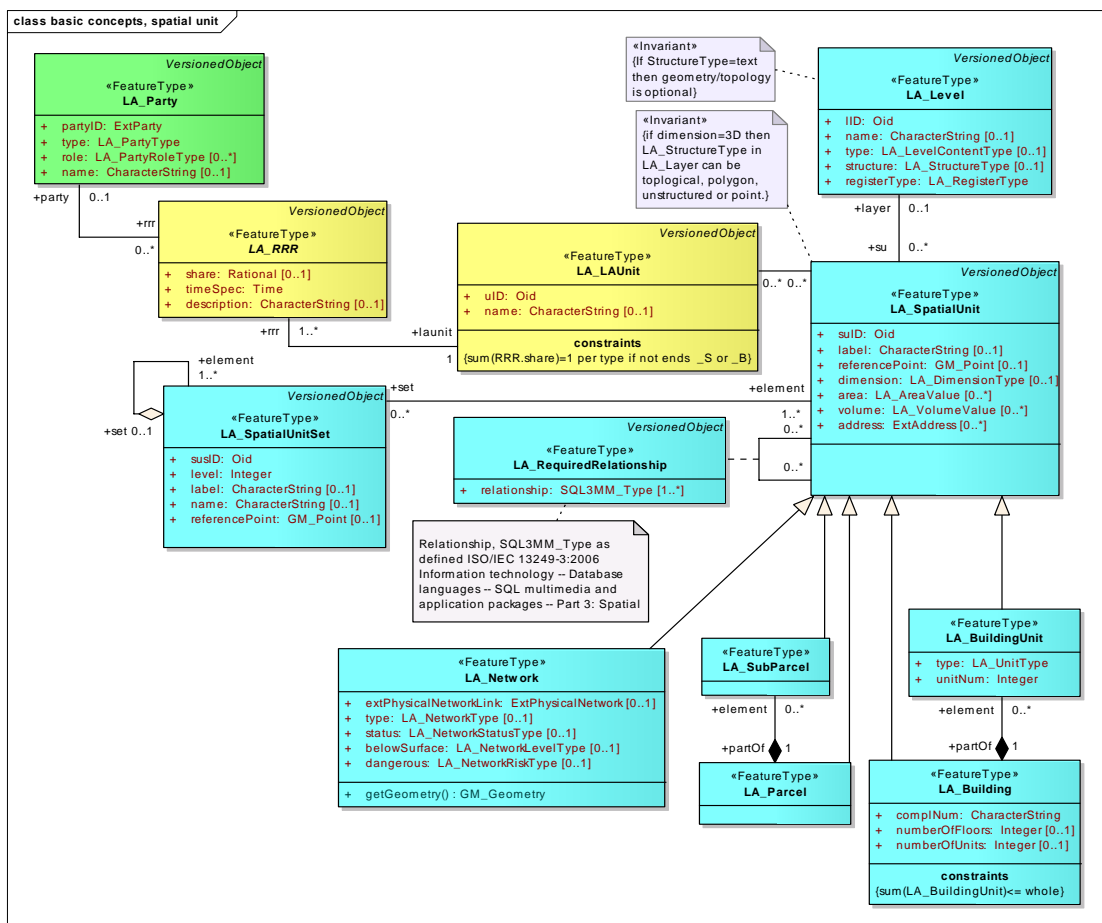 class basic concepts, spatial unit
VersionedObject
«FeatureType»
LA_Party
+ partyID: ExtParty
+ type: LA_PartyType
+ role: LA_PartyRoleType [0..*]
+ name: CharacterString [0..1]
+party 0..1
+rrr
0..*
VersionedObject
«FeatureType»
LA_RRR
+ share: Rational [0..1]
+ timeSpec: Time
+ description: CharacterString [0..1]
+rrr 1..*
+launit
1
VersionedObject
«FeatureType»
LA_LAUnit
+ uID: Oid
+ name: CharacterString [0..1]
constraints
{sum(RRR.share)=1 per type if not ends _S or _B}
0..* 0..*
«Invariant»
{If StructureType=text
then geometry/topology
is optional}
«Invariant»
{if dimension=3D then
LA_StructureType in
LA_Layer can be
toplogical, polygon,
unstructured or point.}
VersionedObject
«FeatureType»
LA_Level
+ lID: Oid
+ name: CharacterString [0..1]
+ type: LA_LevelContentType [0..1]
+ structure: LA_StructureType [0..1]
+ registerType: LA_RegisterType
+layer 0..1
+su 0..*
VersionedObject
«FeatureType»
LA_SpatialUnit
+ suID: Oid
+ label: CharacterString [0..1]
+ referencePoint: GM_Point [0..1]
+ dimension: LA_DimensionType [0..1]
+ area: LA_AreaValue [0..*]
+ volume: LA_VolumeValue [0..*]
+ address: ExtAddress [0..*]
+element
1..*
+set 0..1
+set
0..*
+element
1..*
0..*
0..*
VersionedObject
«FeatureType»
LA_SpatialUnitSet
+ susID: Oid
+ level: Integer
+ label: CharacterString [0..1]
+ name: CharacterString [0..1]
+ referencePoint: GM_Point [0..1]
VersionedObject
«FeatureType»
LA_RequiredRelationship
+ relationship: SQL3MM_Type [1..*]
Relationship, SQL3MM_Type as
defined ISO/IEC 13249-3:2006
Information technology -- Database
languages -- SQL multimedia and
application packages -- Part 3: Spatial
«FeatureType»
LA_Network
+ extPhysicalNetworkLink: ExtPhysicalNetwork [0..1]
+ type: LA_NetworkType [0..1]
+ status: LA_NetworkStatusType [0..1]
+ belowSurface: LA_NetworkLevelType [0..1]
+ dangerous: LA_NetworkRiskType [0..1]
+ getGeometry() : GM_Geometry
«FeatureType»
LA_SubParcel
+element 0..*
+partOf 1
«FeatureType»
LA_Parcel
«FeatureType»
LA_BuildingUnit
+ type: LA_UnitType
+ unitNum: Integer
+element 0..*
+partOf 1
«FeatureType»
LA_Building
+ complNum: CharacterString
+ numberOfFloors: Integer [0..1]
+ numberOfUnits: Integer [0..1]
constraints
{sum(LA_BuildingUnit)<= whole}